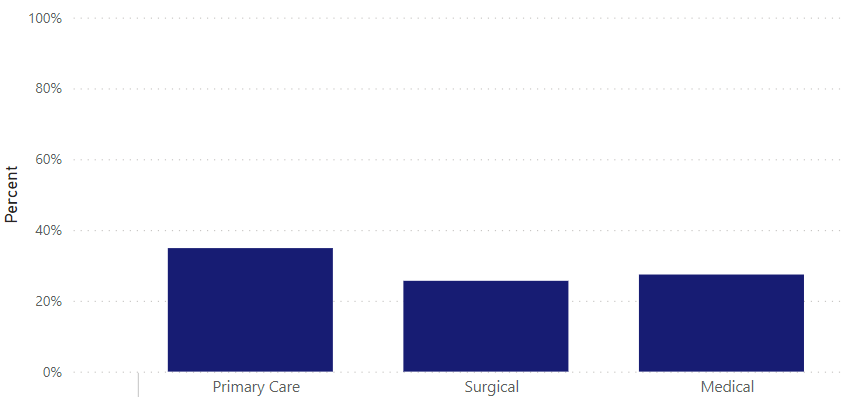 100%
80%
60%
40%
20%
0%
Percent
Primary Care
Surgical
Medical